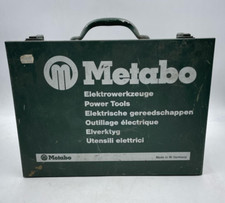 Metabo
Elektrowerkzeuge
Power Tools
Elektrische gereedschappen
Outillage électrique
Elverktyg
Utensili elettrici
Metabo
Made in W.-Germany